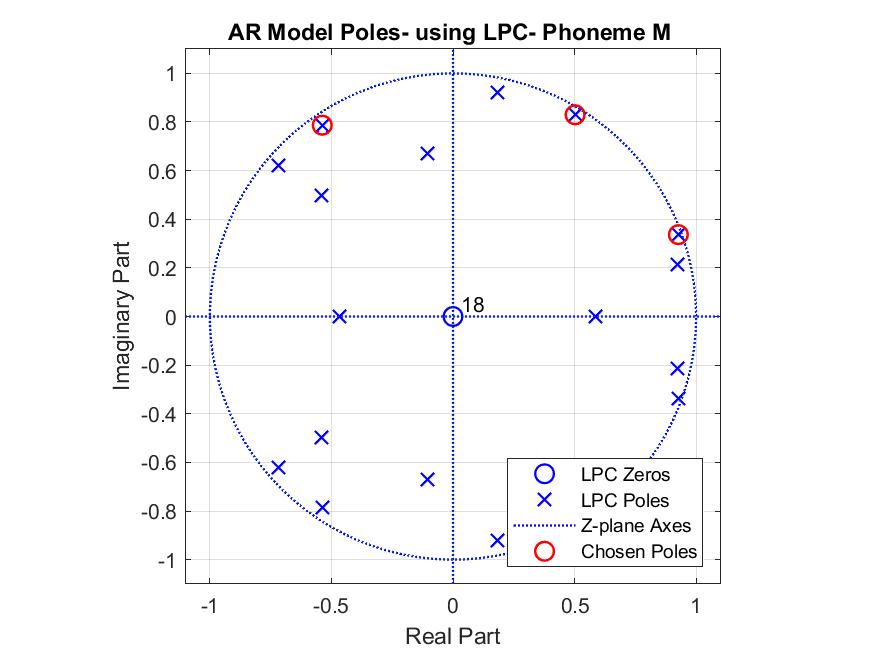 AR Model Poles- using LPC- Phoneme M
1
0.8
0.6
0.4
0.2
0
-0.2
-0.4
-0.6
-0.8
-1
Imaginary Part
18
LPC Zeros
LPC Poles
Z-plane Axes
Chosen Poles
-1 -0.5 0 0.5 1
Real Part